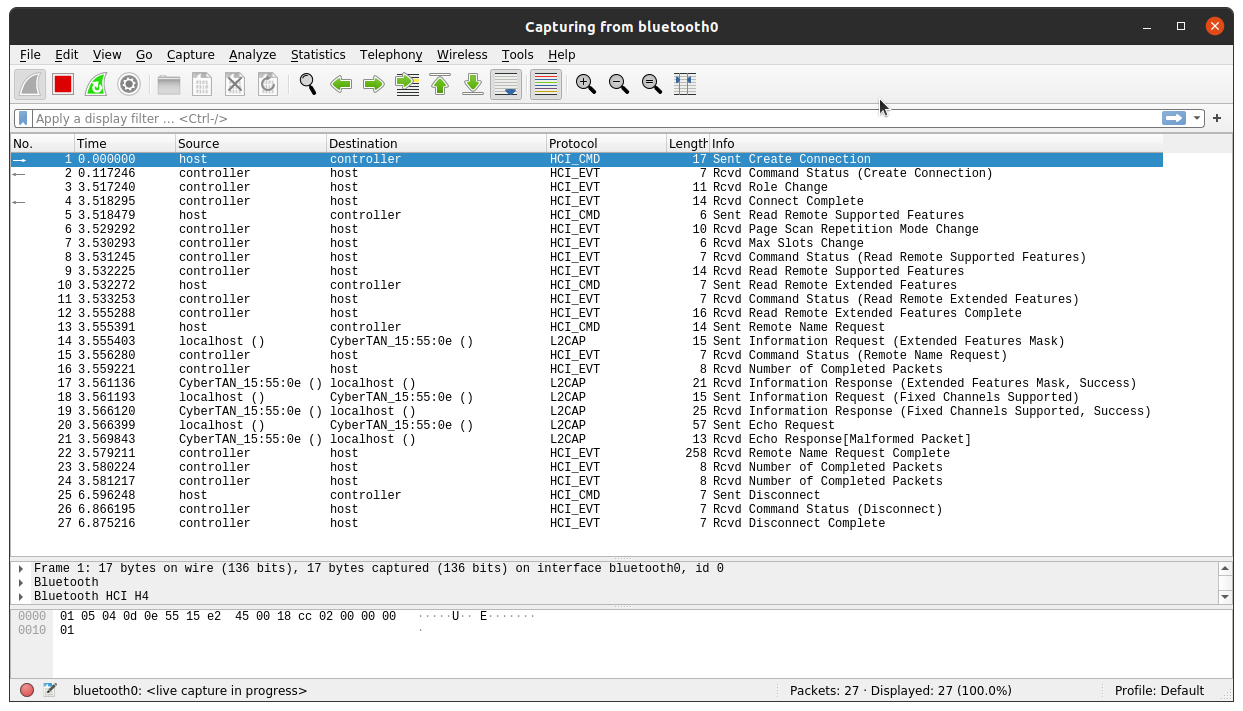 Capturing from bluetooth0
File Edit View Go Capture Analyze Statistics Telephony Wireless Tools Help
Apply a display filter ... <Ctrl-/>
No. Time Source Destination Protocol Length Info
1 0.000000 host controller HCI_CMD 17 Sent Create Connection
2 0.117246 controller host HCI_EVT 7 Rcvd Command Status (Create Connection)
3 3.517240 controller host HCI_EVT 11 Rcvd Role Change
4 3.518295 controller host HCI_EVT 14 Rcvd Connect Complete
5 3.518479 host controller HCI_CMD 6 Sent Read Remote Supported Features
6 3.529292 controller host HCI_EVT 10 Rcvd Page Scan Repetition Mode Change
7 3.530293 controller host HCI_EVT 6 Rcvd Max Slots Change
8 3.531245 controller host HCI_EVT 7 Rcvd Command Status (Read Remote Supported Features)
9 3.532225 controller host HCI_EVT 14 Rcvd Read Remote Supported Features
10 3.532272 host controller HCI_CMD 7 Sent Read Remote Extended Features
11 3.533253 controller host HCI_EVT 7 Rcvd Command Status (Read Remote Extended Features)
12 3.555288 controller host HCI_EVT 16 Rcvd Read Remote Extended Features Complete
13 3.555391 host controller HCI_CMD 14 Sent Remote Name Request
14 3.555403 localhost () CyberTAN_15:55:0e () L2CAP 15 Sent Information Request (Extended Features Mask)
15 3.556280 controller host HCI_EVT 7 Rcvd Command Status (Remote Name Request)
16 3.559221 controller host HCI_EVT 8 Rcvd Number of Completed Packets
17 3.561136 CyberTAN_15:55:0e () localhost () L2CAP 21 Rcvd Information Response (Extended Features Mask, Success)
18 3.561193 localhost () CyberTAN_15:55:0e () L2CAP 15 Sent Information Request (Fixed Channels Supported)
19 3.566120 CyberTAN_15:55:0e () localhost () L2CAP 25 Rcvd Information Response (Fixed Channels Supported, Success)
20 3.566399 localhost () CyberTAN_15:55:0e () L2CAP 57 Sent Echo Request
21 3.569843 CyberTAN_15:55:0e () localhost () L2CAP 13 Rcvd Echo Response[Malformed Packet]
22 3.579211 controller host HCI_EVT 258 Rcvd Remote Name Request Complete
23 3.580224 controller host HCI_EVT 8 Rcvd Number of Completed Packets
24 3.581217 controller host HCI_EVT 8 Rcvd Number of Completed Packets
25 6.596248 host controller HCI_CMD 7 Sent Disconnect
26 6.866195 controller host HCI_EVT 7 Rcvd Command Status (Disconnect)
27 6.875216 controller host HCI_EVT 7 Rcvd Disconnect Complete
Frame 1: 17 bytes on wire (136 bits), 17 bytes captured (136 bits) on interface bluetooth0, id 0
Bluetooth
Bluetooth HCI H4
0000 01 05 04 0d 0e 55 15 e2 45 00 18 cc 02 00 00 00 ·····U·· E·······
0010 01 ·
bluetooth0: <live capture in progress> Packets: 27 · Displayed: 27 (100.0%) Profile: Default